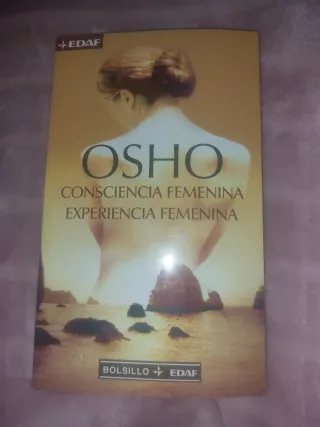 EDAF
OSHO
CONSCIENCIA FEMENINA
EXPERIENCIA FEMENINA
BOLSILLO EDAF